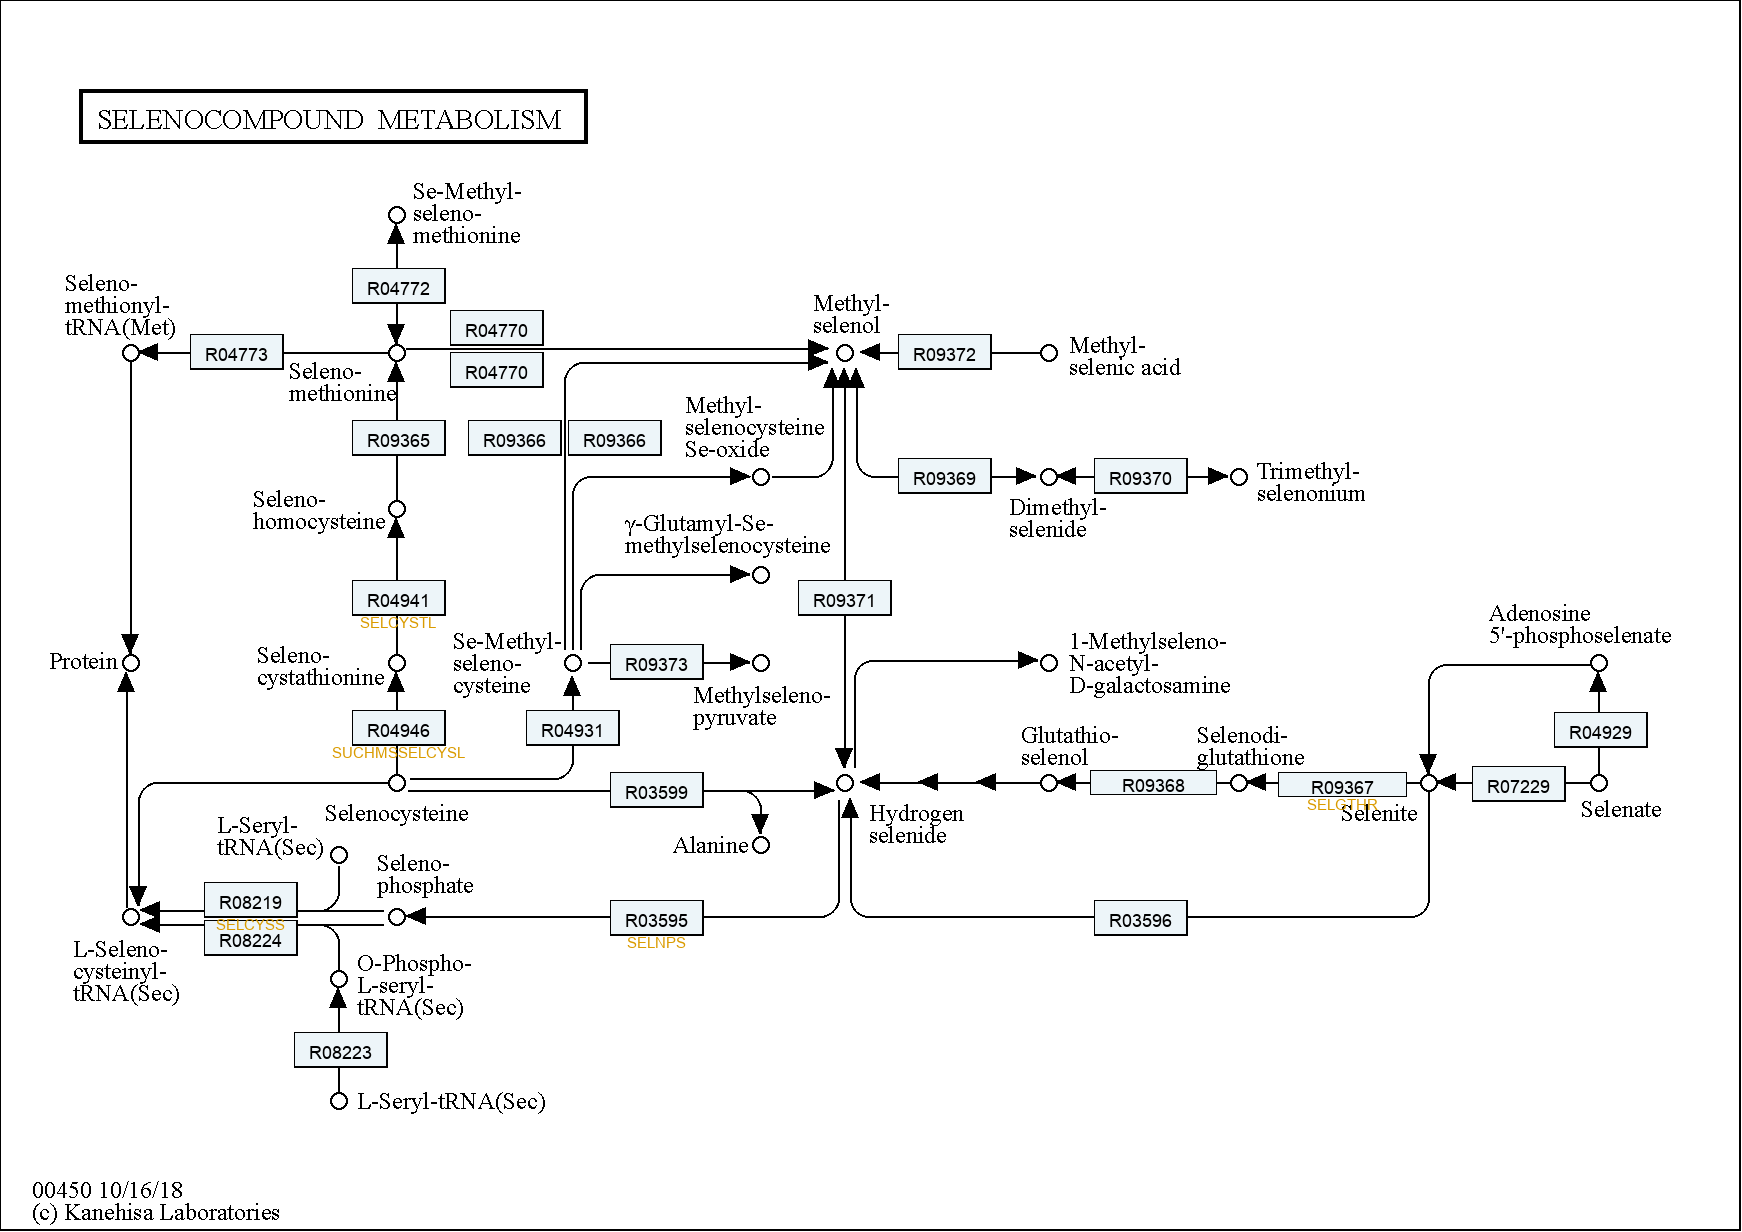 SELENOCOMPOUND METABOLISM
Se-Methyl-
seleno-
methionine
R04772
Seleno-
methionyl-
tRNA(Met)
R04773
Seleno-
methionine
R04770
R04770
Methyl-
selenol
R09372
Methyl-
selenic acid
R09365
R09366
R09366
Methyl-
selenocysteine
Se-oxide
R09369
R09370
Dimethyl-
selenide
Trimethyl-
selenonium
Seleno-
homocysteine
γ-Glutamyl-Se-
methylselenocysteine
R04941
SELCYSTL
R09371
Protein
Seleno-
cystathionine
Se-Methyl-
seleno-
cysteine
R09373
Methylseleno-
pyruvate
1-Methylseleno-
N-acetyl-
D-galactosamine
Adenosine
5'-phosphoselenate
R04946
SUCHMSSELCYSL
R04931
R04929
Glutathio-
selenol
Selenodi-
glutathione
Selenocysteine
R03599
Alanine
Hydrogen
selenide
R09368
R09367
SELGTHR
Selenite
R07229
Selenate
L-Seryl-
tRNA(Sec)
Seleno-
phosphate
R08219
SELCYSS
R08224
R03595
SELNPS
R03596
L-Seleno-
cysteinyl-
tRNA(Sec)
O-Phospho-
L-seryl-
tRNA(Sec)
R08223
L-Seryl-tRNA(Sec)
00450 10/16/18
(c) Kanehisa Laboratories